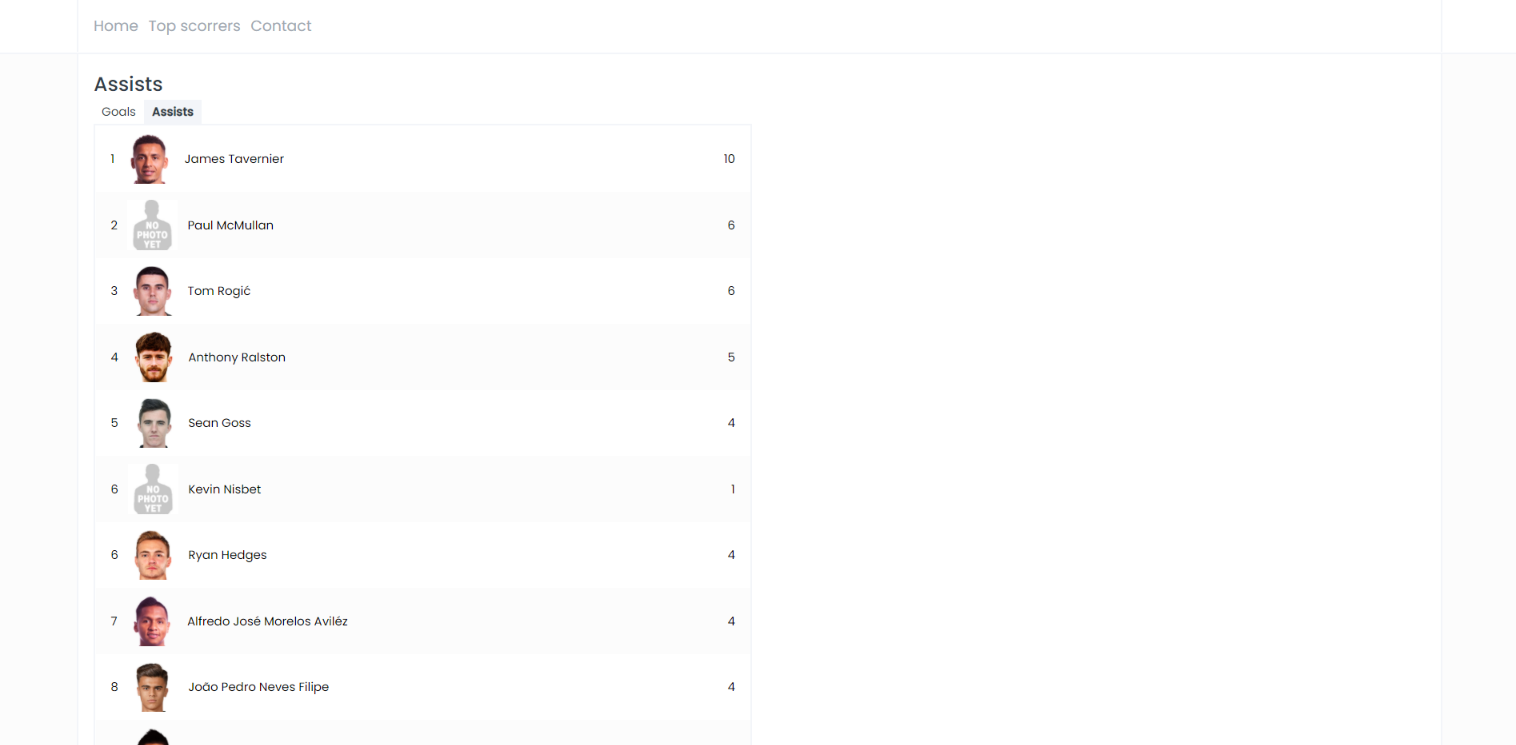 Home Top scorrers Contact
Assists
Goals Assists
1 James Tavernier 10
2 NO PHOTO YET Paul McMullan 6
3 Tom Rogić 6
4 Anthony Ralston 5
5 Sean Goss 4
6 NO PHOTO YET Kevin Nisbet 1
6 Ryan Hedges 4
7 Alfredo José Morelos Aviléz 4
8 João Pedro Neves Filipe 4